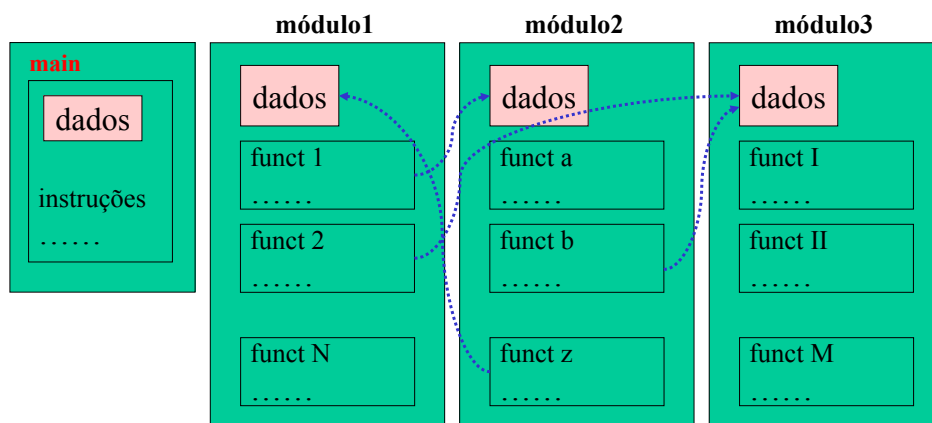 módulo1
módulo2
módulo3
main
dados
instruções
......
dados
funct 1
......
funct 2
......
funct N
......
dados
funct a
......
funct b
......
funct z
......
dados
funct I
......
funct II
......
funct M
......